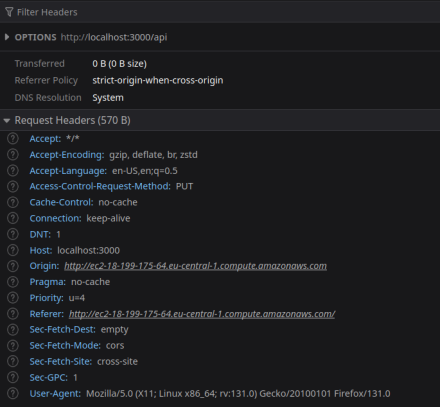 Filter Headers
OPTIONS http://localhost:3000/api
Transferred 0 B (0 B size)
Referrer Policy strict-origin-when-cross-origin
DNS Resolution System
Request Headers (570 B)
Accept: */*
Accept-Encoding: gzip, deflate, br, zstd
Accept-Language: en-US,en;q=0.5
Access-Control-Request-Method: PUT
Cache-Control: no-cache
Connection: keep-alive
DNT: 1
Host: localhost:3000
Origin: http://ec2-18-199-175-64.eu-central-1.compute.amazonaws.com
Pragma: no-cache
Priority: u=4
Referer: http://ec2-18-199-175-64.eu-central-1.compute.amazonaws.com/
Sec-Fetch-Dest: empty
Sec-Fetch-Mode: cors
Sec-Fetch-Site: cross-site
Sec-GPC: 1
User-Agent: Mozilla/5.0 (X11; Linux x86_64; rv:131.0) Gecko/20100101 Firefox/131.0